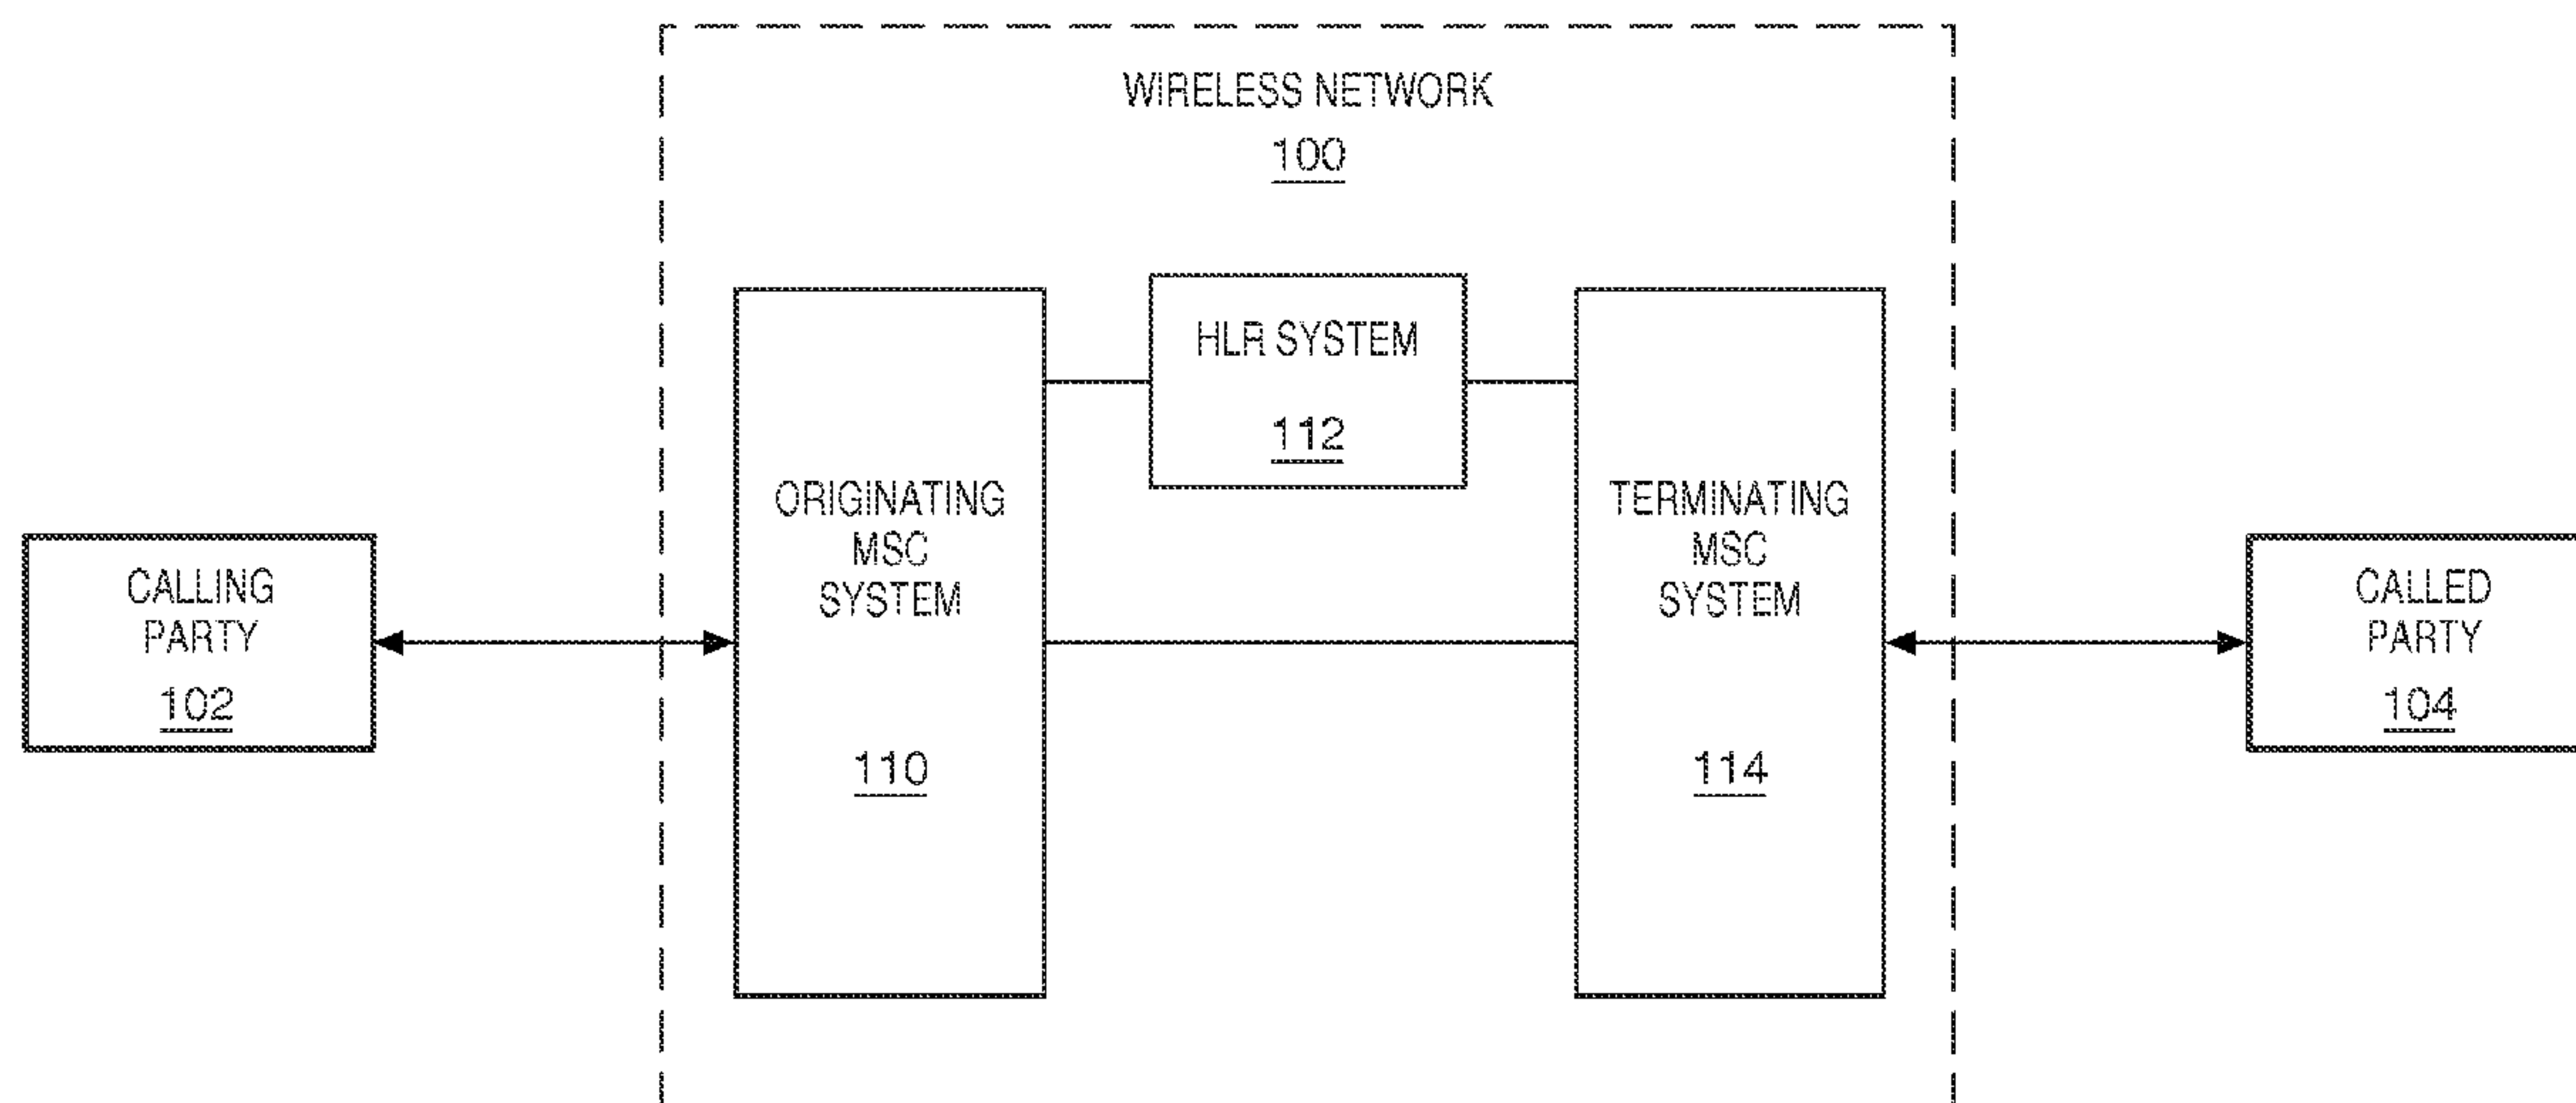 WIRELESS NETWORK
100
HLR SYSTEM
112
ORIGINATING
MSC
SYSTEM
110
TERMINATING
MSC
SYSTEM
114
CALLING
PARTY
102
CALLED
PARTY
104